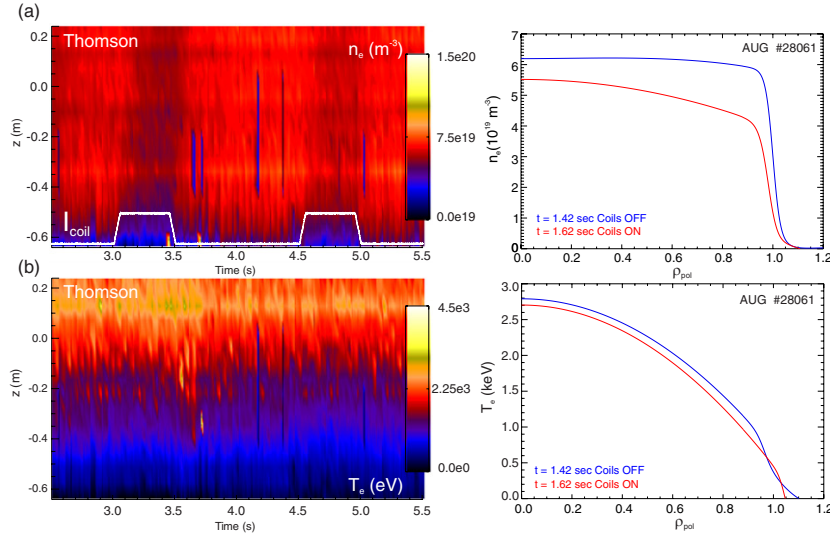 (a)
Thomson
n_e (m^-3)
1.5e20
7.5e19
0.0e19
0.2
0.0
-0.2
-0.4
-0.6
z (m)
I_coil
2.5 3.0 3.5 4.0 4.5 5.0 5.5
Time (s)
AUG #28061
7
6
5
4
3
2
1
0
n_e(10^19 m^-3)
t = 1.42 sec Coils OFF
t = 1.62 sec Coils ON
0.0 0.2 0.4 0.6 0.8 1.0 1.2
ρ_pol
(b)
Thomson
4.5e3
2.25e3
0.0e0
0.2
0.0
-0.2
-0.4
-0.6
z (m)
T_e (eV)
2.5 3.0 3.5 4.0 4.5 5.0 5.5
Time (s)
AUG #28061
3.0
2.5
2.0
1.5
1.0
0.5
0.0
T_e (keV)
t = 1.42 sec Coils OFF
t = 1.62 sec Coils ON
0.0 0.2 0.4 0.6 0.8 1.0 1.2
ρ_pol